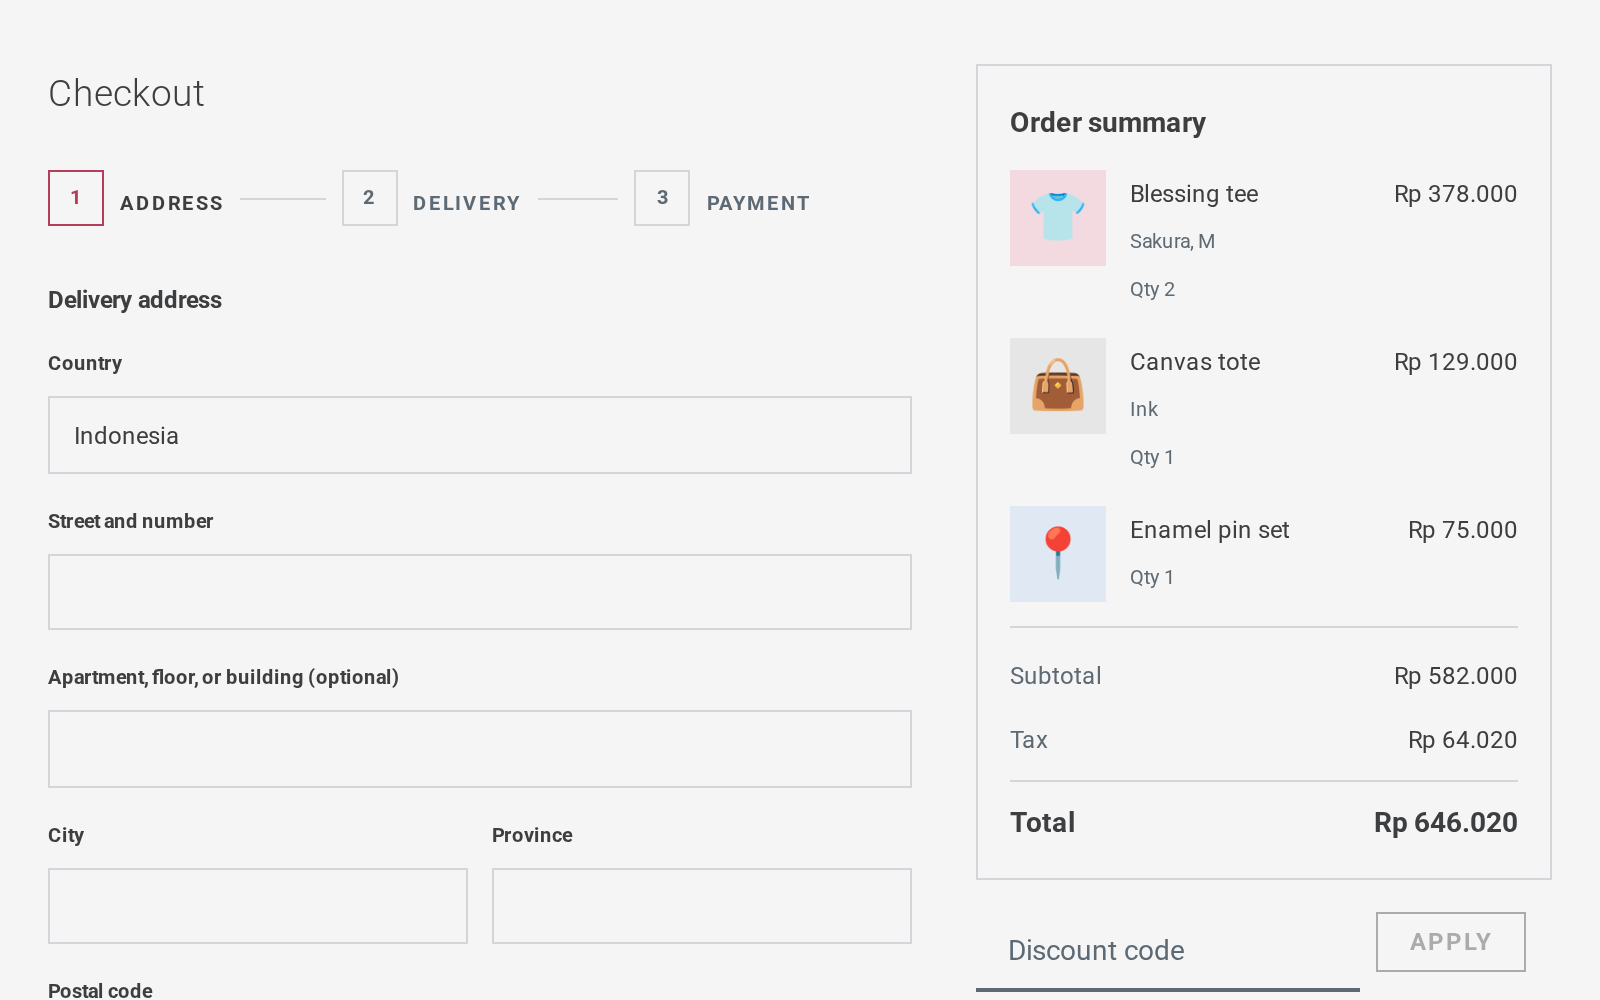 Checkout
1 ADDRESS 2 DELIVERY 3 PAYMENT
Delivery address
Country
Indonesia
Street and number
Apartment, floor, or building (optional)
City Province
Postal code
Order summary
Blessing tee Rp 378.000
Sakura, M
Qty 2
Canvas tote Rp 129.000
Ink
Qty 1
Enamel pin set Rp 75.000
Qty 1
Subtotal Rp 582.000
Tax Rp 64.020
Total Rp 646.020
Discount code APPLY